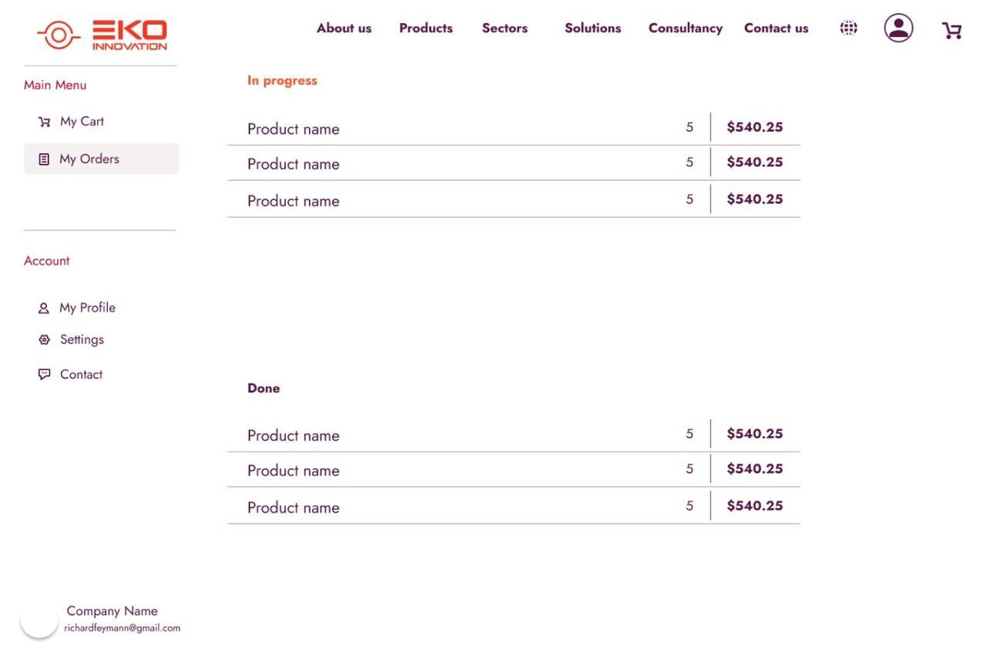 EKO
INNOVATION
About us Products Sectors Solutions Consultancy Contact us
Main Menu
My Cart
My Orders
Account
My Profile
Settings
Contact
Company Name
richardfeymann@gmail.com
In progress
Product name 5 $540.25
Product name 5 $540.25
Product name 5 $540.25
Done
Product name 5 $540.25
Product name 5 $540.25
Product name 5 $540.25